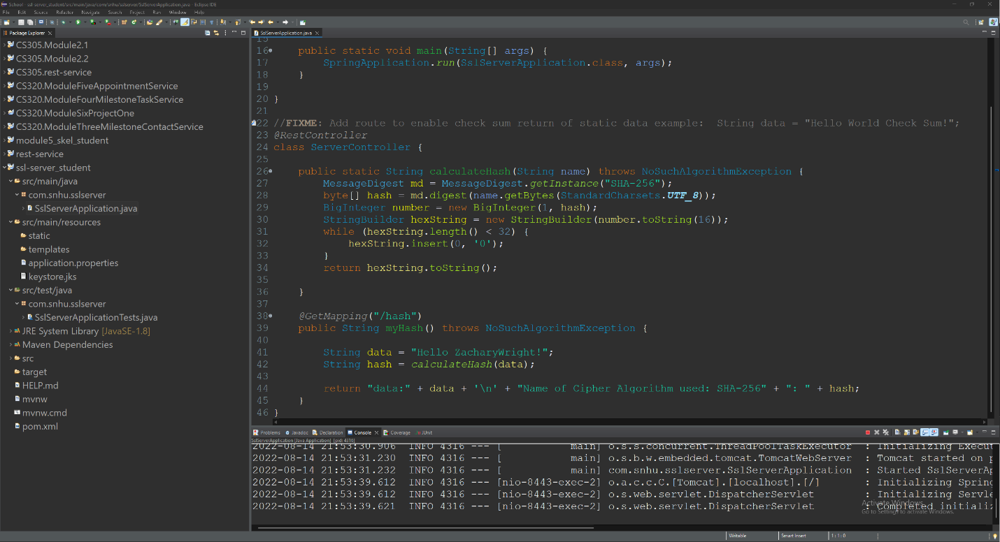 School - ssl-server_student/src/main/java/com/snhu/sslserver/SslServerApplication.java - Eclipse IDE
File Edit Source Refactor Navigate Search Project Run Window Help
Package Explorer
CS305.Module2.1
CS305.Module2.2
CS305.rest-service
CS320.ModuleFiveAppointmentService
CS320.ModuleFourMilestoneTaskService
CS320.ModuleSixProjectOne
CS320.ModuleThreeMilestoneContactService
module5_skel_student
rest-service
ssl-server_student
src/main/java
com.snhu.sslserver
SslServerApplication.java
src/main/resources
static
templates
application.properties
keystore.jks
src/test/java
com.snhu.sslserver
SslServerApplicationTests.java
JRE System Library [JavaSE-1.8]
Maven Dependencies
src
target
HELP.md
mvnw
mvnw.cmd
pom.xml
SslServerApplication.java
15
16 public static void main(String[] args) {
17 SpringApplication.run(SslServerApplication.class, args);
18 }
19
20 }
21
22 //FIXME: Add route to enable check sum return of static data example:  String data = "Hello World Check Sum!";
23 @RestController
24 class ServerController {
25
26 public static String calculateHash(String name) throws NoSuchAlgorithmException {
27 MessageDigest md = MessageDigest.getInstance("SHA-256");
28 byte[] hash = md.digest(name.getBytes(StandardCharsets.UTF_8));
29 BigInteger number = new BigInteger(1, hash);
30 StringBuilder hexString = new StringBuilder(number.toString(16));
31 while (hexString.length() < 32) {
32 hexString.insert(0, '0');
33 }
34 return hexString.toString();
35
36 }
37
38 @GetMapping("/hash")
39 public String myHash() throws NoSuchAlgorithmException {
40
41 String data = "Hello ZacharyWright!";
42 String hash = calculateHash(data);
43
44 return "data:" + data + '\n' + "Name of Cipher Algorithm used: SHA-256" + ": " + hash;
45 }
46 }
Problems Javadoc Declaration Console Coverage JUnit
SslServerApplication [Java Application] [pid: 4316]
2022-08-14 21:53:30.906 INFO 4316 --- [ main] o.s.s.concurrent.ThreadPoolTaskExecutor : Initializing Execut
2022-08-14 21:53:31.230 INFO 4316 --- [ main] o.s.b.w.embedded.tomcat.TomcatWebServer : Tomcat started on p
2022-08-14 21:53:31.232 INFO 4316 --- [ main] com.snhu.sslserver.SslServerApplication : Started SslServerAp
2022-08-14 21:53:39.612 INFO 4316 --- [nio-8443-exec-2] o.a.c.c.C.[Tomcat].[localhost].[/] : Initializing Spring
2022-08-14 21:53:39.612 INFO 4316 --- [nio-8443-exec-2] o.s.web.servlet.DispatcherServlet : Initializing Servle
2022-08-14 21:53:39.621 INFO 4316 --- [nio-8443-exec-2] o.s.web.servlet.DispatcherServlet : Completed initializ
Activate Windows
Go to Settings to activate Windows.
Writable Smart Insert 1 : 1 : 0